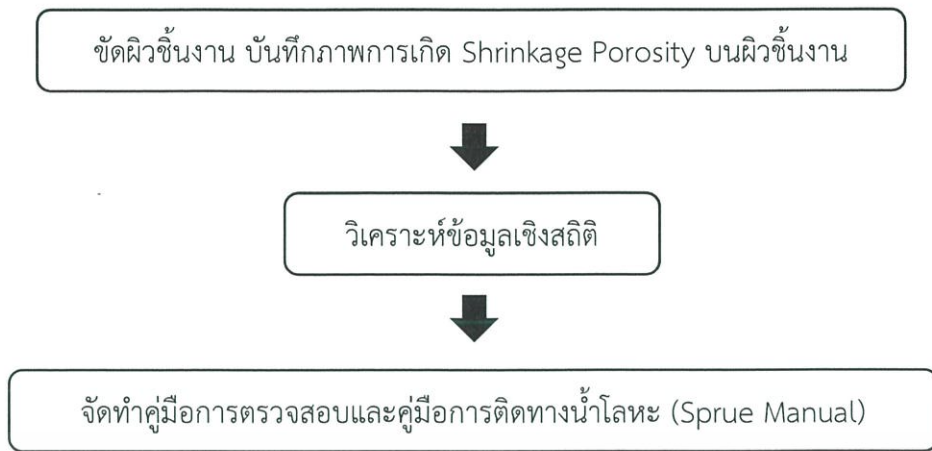 ขัดผิวชิ้นงาน บันทึกภาพการเกิด Shrinkage Porosity บนผิวชิ้นงาน
วิเคราะห์ข้อมูลเชิงสถิติ
จัดทำคู่มือการตรวจสอบและคู่มือการติดทางน้ำโลหะ (Sprue Manual)